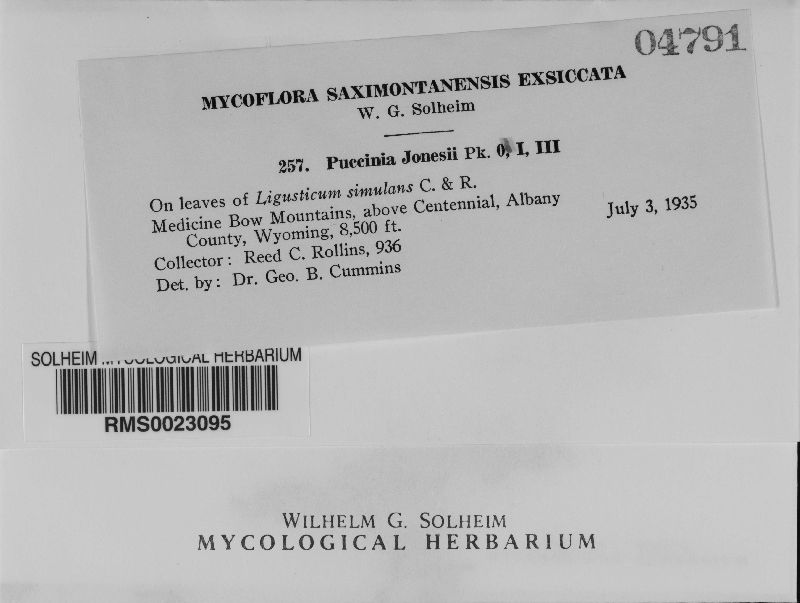 04791
MYCOFLORA SAXIMONTANENSIS EXSICCATA
W. G. Solheim
257. Puccinia Jonesii Pk. 0, I, III
On leaves of Ligusticum simulans C. & R.
Medicine Bow Mountains, above Centennial, Albany
County, Wyoming, 8,500 ft.
July 3, 1935
Collector: Reed C. Rollins, 936
Det. by: Dr. Geo. B. Cummins
SOLHEIM MYCOLOGICAL HERBARIUM
RMS0023095
WILHELM G. SOLHEIM
MYCOLOGICAL HERBARIUM